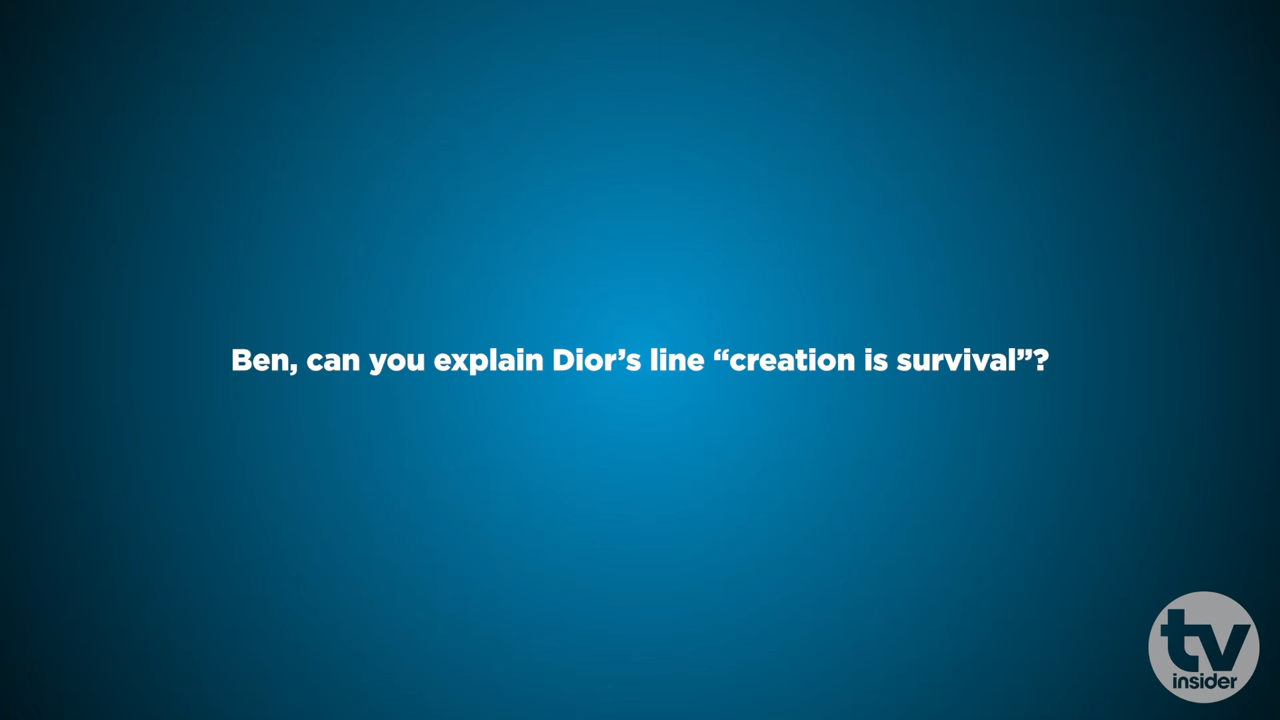 Ben, can you explain Dior’s line “creation is survival”?
tv
insider